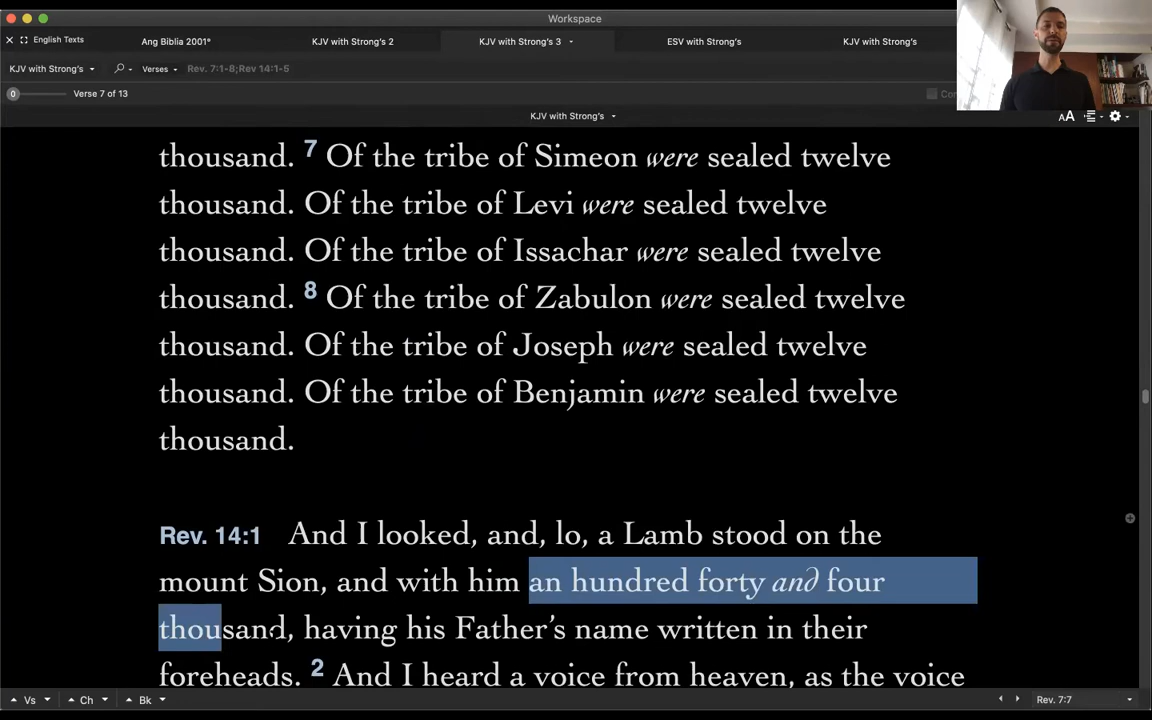 Workspace
English Texts
Ang Biblia 2001°
KJV with Strong's 2
KJV with Strong's 3
ESV with Strong's
KJV with Strong's
KJV with Strong's
Verses
Rev. 7:1-8;Rev 14:1-5
0
Verse 7 of 13
Con
KJV with Strong's
AA
thousand. 7 Of the tribe of Simeon were sealed twelve
thousand. Of the tribe of Levi were sealed twelve
thousand. Of the tribe of Issachar were sealed twelve
thousand. 8 Of the tribe of Zabulon were sealed twelve
thousand. Of the tribe of Joseph were sealed twelve
thousand. Of the tribe of Benjamin were sealed twelve
thousand.
Rev. 14:1 And I looked, and, lo, a Lamb stood on the
mount Sion, and with him an hundred forty and four
thousand, having his Father's name written in their
foreheads. 2 And I heard a voice from heaven, as the voice
Vs
Ch
Bk
Rev. 7:7